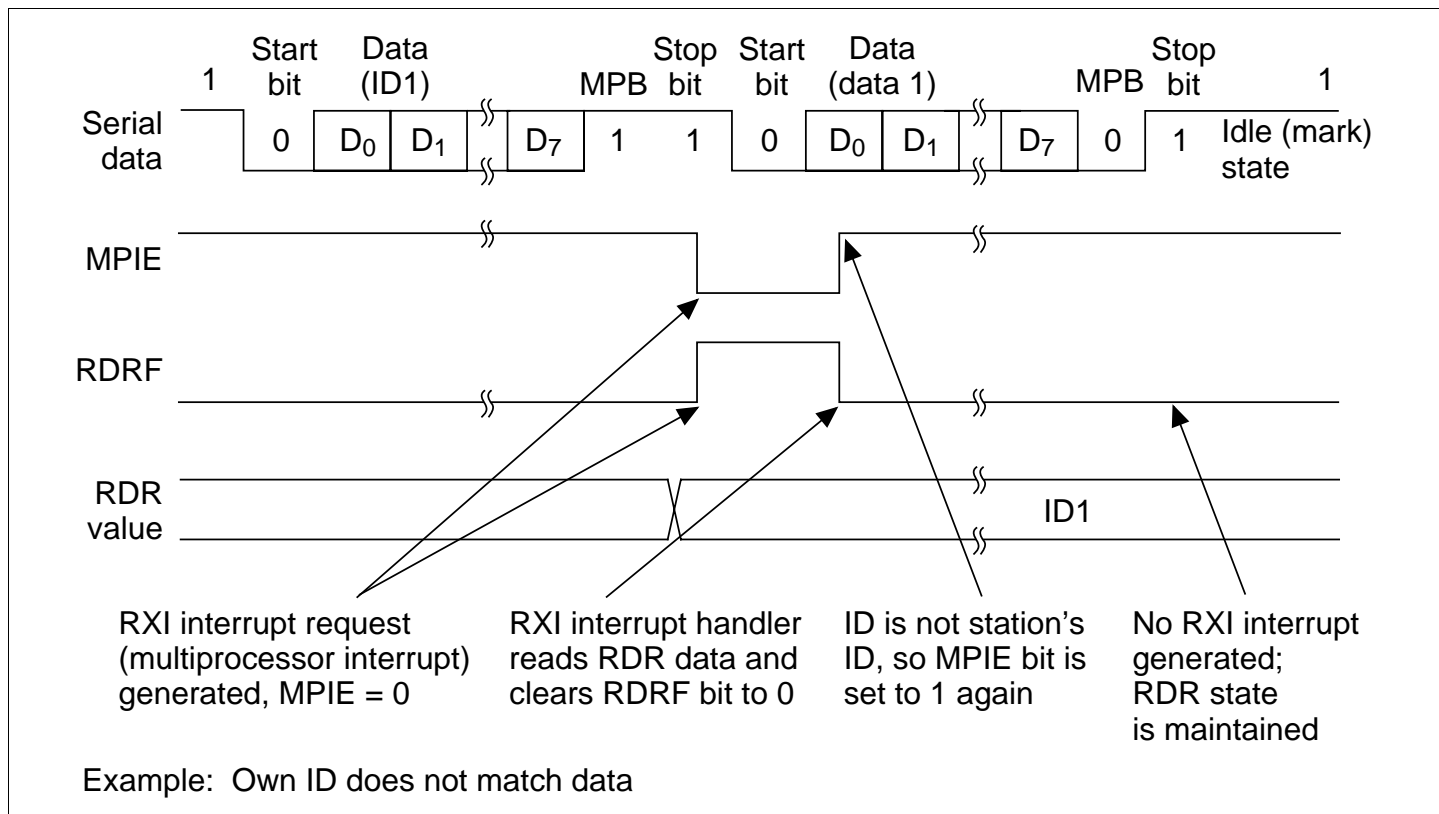 Start Data Stop Start Data Stop
1 bit (ID1) MPB bit bit (data 1) MPB bit 1
Serial data 0 D0 D1 D7 1 1 0 D0 D1 D7 0 1 Idle (mark) state
MPIE
RDRF
RDR value ID1
RXI interrupt request
(multiprocessor interrupt)
generated, MPIE = 0
RXI interrupt handler
reads RDR data and
clears RDRF bit to 0
ID is not station's
ID, so MPIE bit is
set to 1 again
No RXI interrupt
generated;
RDR state
is maintained
Example: Own ID does not match data